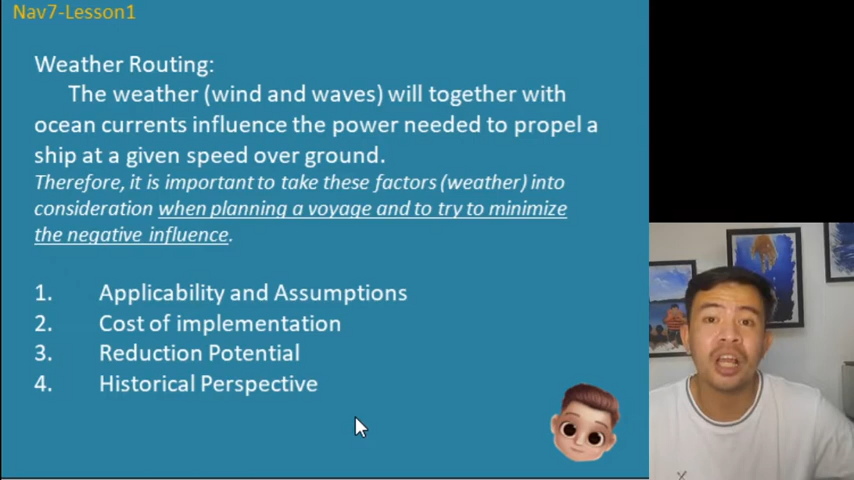 Nav7-Lesson1
Weather Routing:
The weather (wind and waves) will together with
ocean currents influence the power needed to propel a
ship at a given speed over ground.
Therefore, it is important to take these factors (weather) into
consideration when planning a voyage and to try to minimize
the negative influence.
1. Applicability and Assumptions
2. Cost of implementation
3. Reduction Potential
4. Historical Perspective